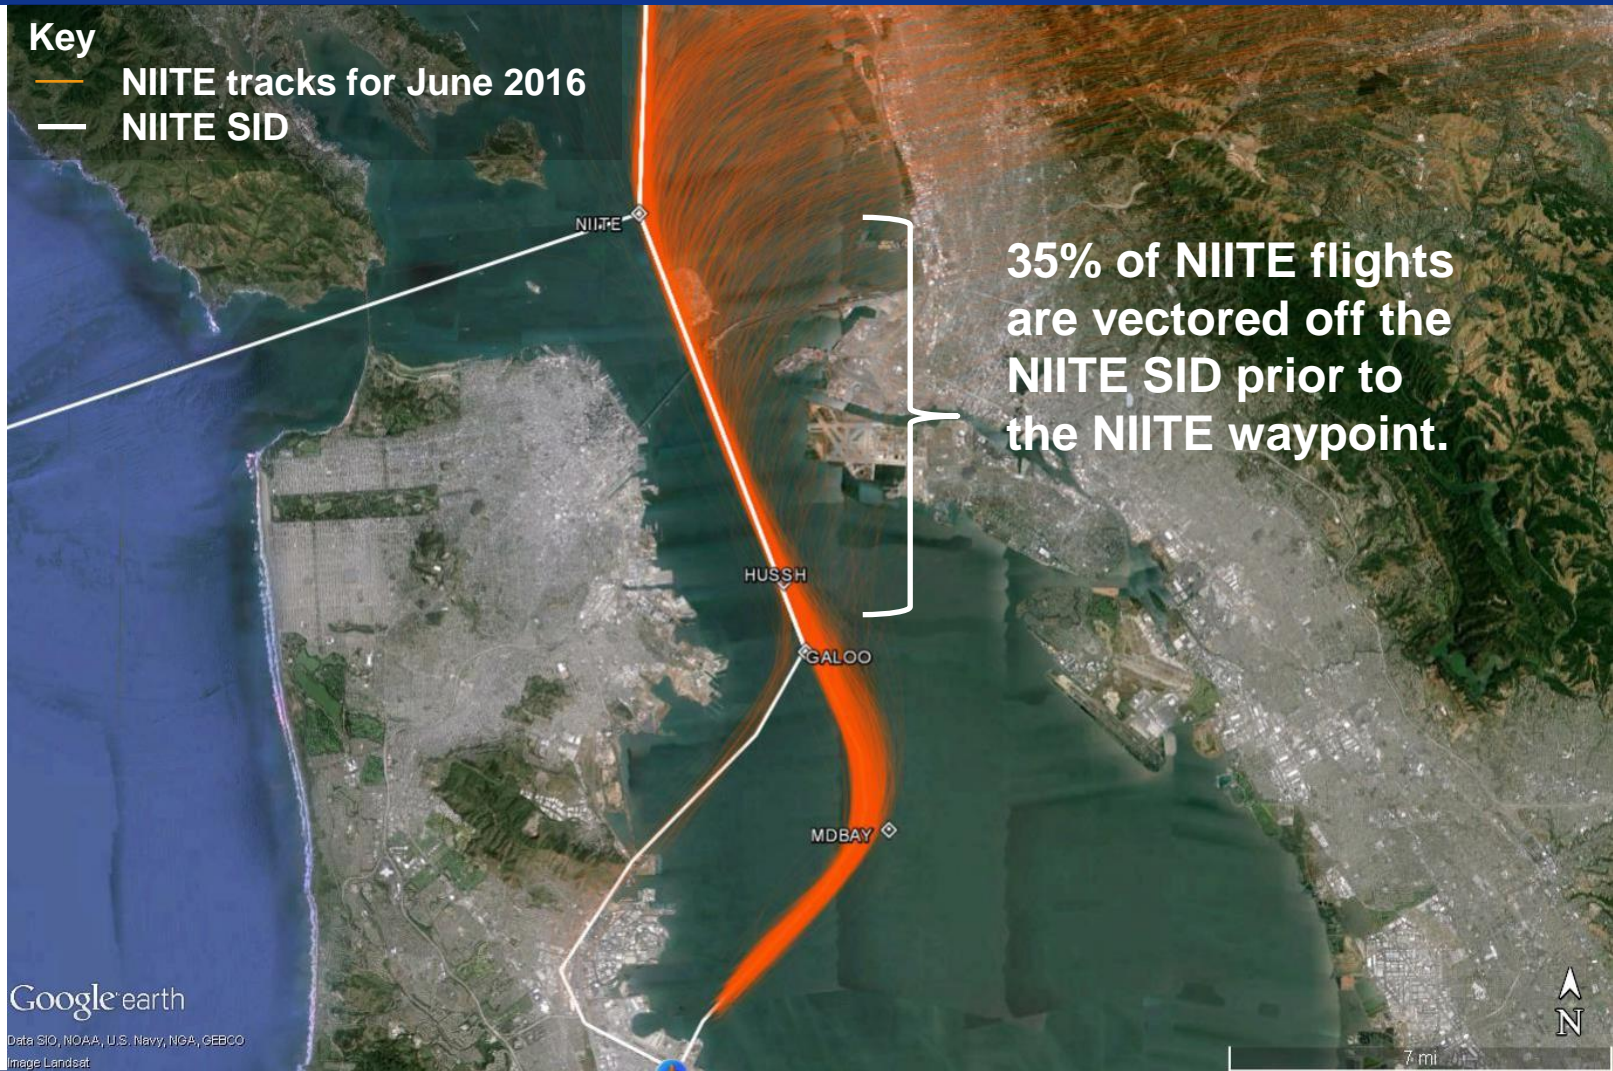 Key
NIITE tracks for June 2016
NIITE SID
NIITE
35% of NIITE flights
are vectored off the
NIITE SID prior to
the NIITE waypoint.
HUSSH
GALOO
MDBAY
Google earth
Data SIO, NOAA, U.S. Navy, NGA, GEBCO
Image Landsat
N
7 mi